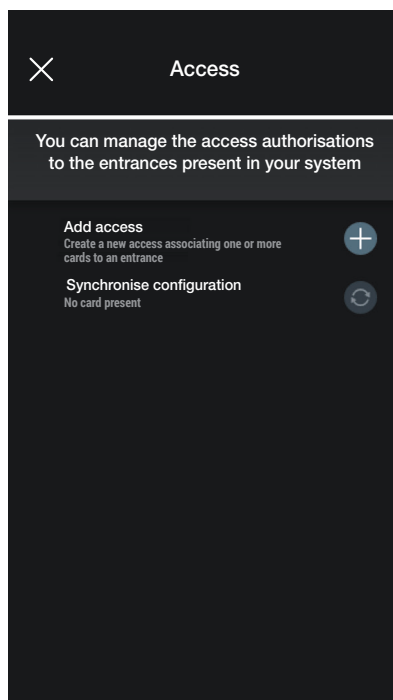 Access
You can manage the access authorisations
to the entrances present in your system
Add access
Create a new access associating one or more
cards to an entrance
Synchronise configuration
No card present